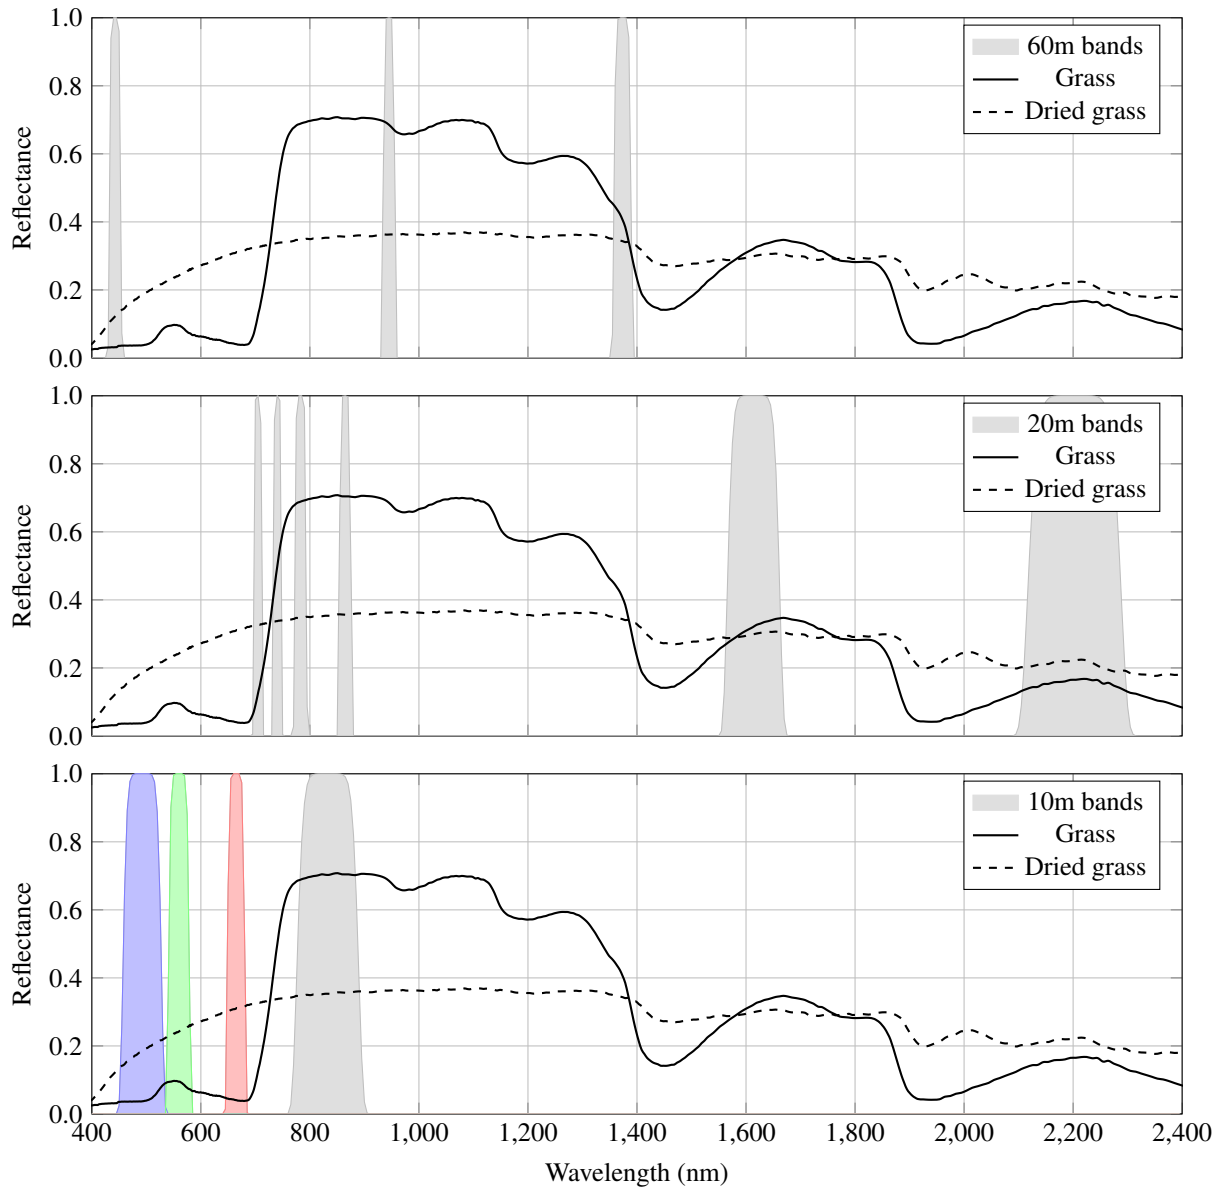 1.0
0.8
0.6
0.4
0.2
0.0
Reflectance
60m bands
Grass
Dried grass
1.0
0.8
0.6
0.4
0.2
0.0
Reflectance
20m bands
Grass
Dried grass
1.0
0.8
0.6
0.4
0.2
0.0
Reflectance
10m bands
Grass
Dried grass
400 600 800 1,000 1,200 1,400 1,600 1,800 2,000 2,200 2,400
Wavelength (nm)